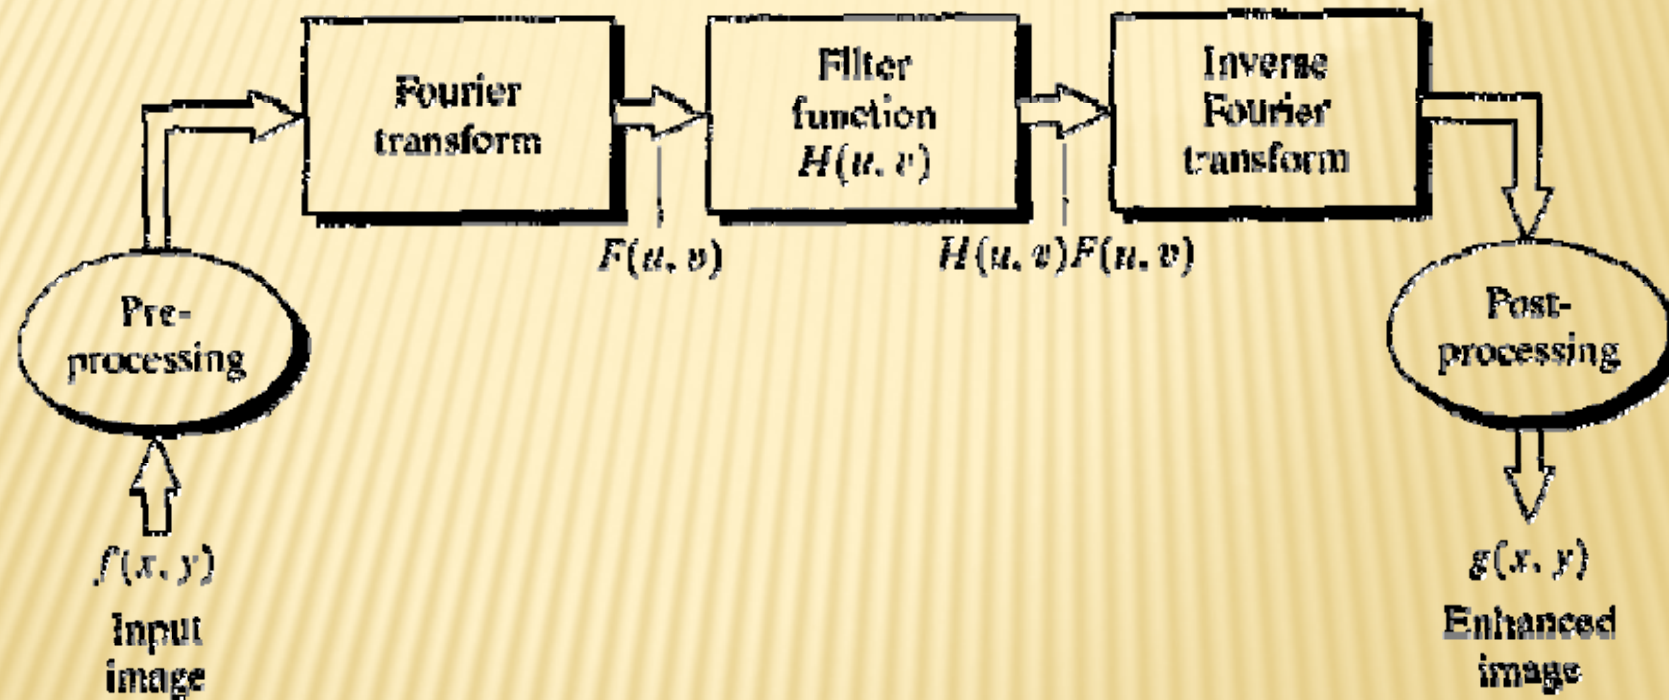 Fourier
transform
Filter
function
H(u, v)
Inverse
Fourier
transform
F(u, v)
H(u, v)F(u, v)
Pre-
processing
Post-
processing
f(x, y)
Input
image
g(x, y)
Enhanced
image